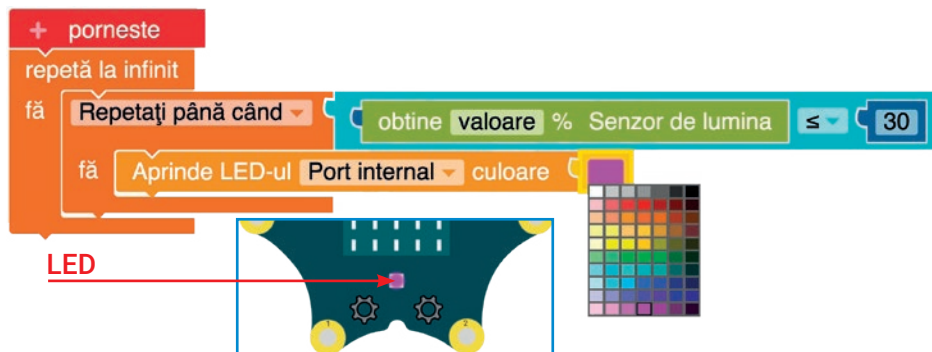 + porneste
repetă la infinit
fă Repetaţi până când obtine valoare % Senzor de lumina ≤ 30
fă Aprinde LED-ul Port internal culoare
LED
1 2